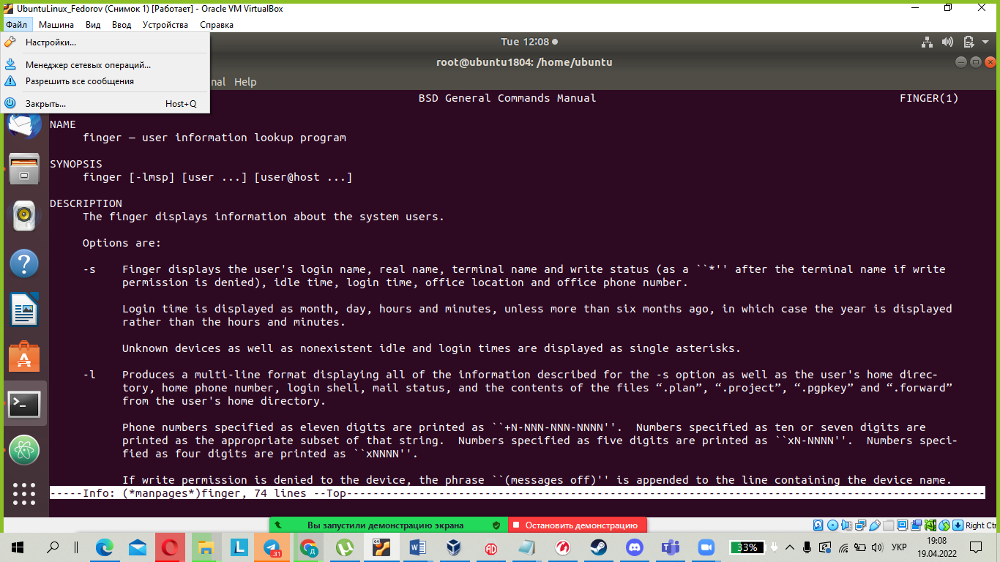 UbuntuLinux_Fedorov (Снимок 1) [Работает] - Oracle VM VirtualBox
Файл Машина Вид Ввод Устройства Справка
Настройки...
Менеджер сетевых операций...
Разрешить все сообщения
Закрыть... Host+Q
Tue 12:08
root@ubuntu1804: /home/ubuntu
nal Help
BSD General Commands Manual FINGER(1)
NAME
finger — user information lookup program
SYNOPSIS
finger [-lmsp] [user ...] [user@host ...]
DESCRIPTION
The finger displays information about the system users.
Options are:
-s Finger displays the user's login name, real name, terminal name and write status (as a ``*'' after the terminal name if write
permission is denied), idle time, login time, office location and office phone number.
Login time is displayed as month, day, hours and minutes, unless more than six months ago, in which case the year is displayed
rather than the hours and minutes.
Unknown devices as well as nonexistent idle and login times are displayed as single asterisks.
-l Produces a multi-line format displaying all of the information described for the -s option as well as the user's home direc-
tory, home phone number, login shell, mail status, and the contents of the files “.plan”, “.project”, “.pgpkey” and “.forward”
from the user's home directory.
Phone numbers specified as eleven digits are printed as ``+N-NNN-NNN-NNNN''. Numbers specified as ten or seven digits are
printed as the appropriate subset of that string. Numbers specified as five digits are printed as ``xN-NNNN''. Numbers speci-
fied as four digits are printed as ``xNNNN''.
If write permission is denied to the device, the phrase ``(messages off)'' is appended to the line containing the device name.
-----Info: (*manpages*)finger, 74 lines --Top-------------------------------------------------------------------------------------------------
Вы запустили демонстрацию экрана Остановить демонстрацию
Right Ctr
33% УКР 19:08
19.04.2022